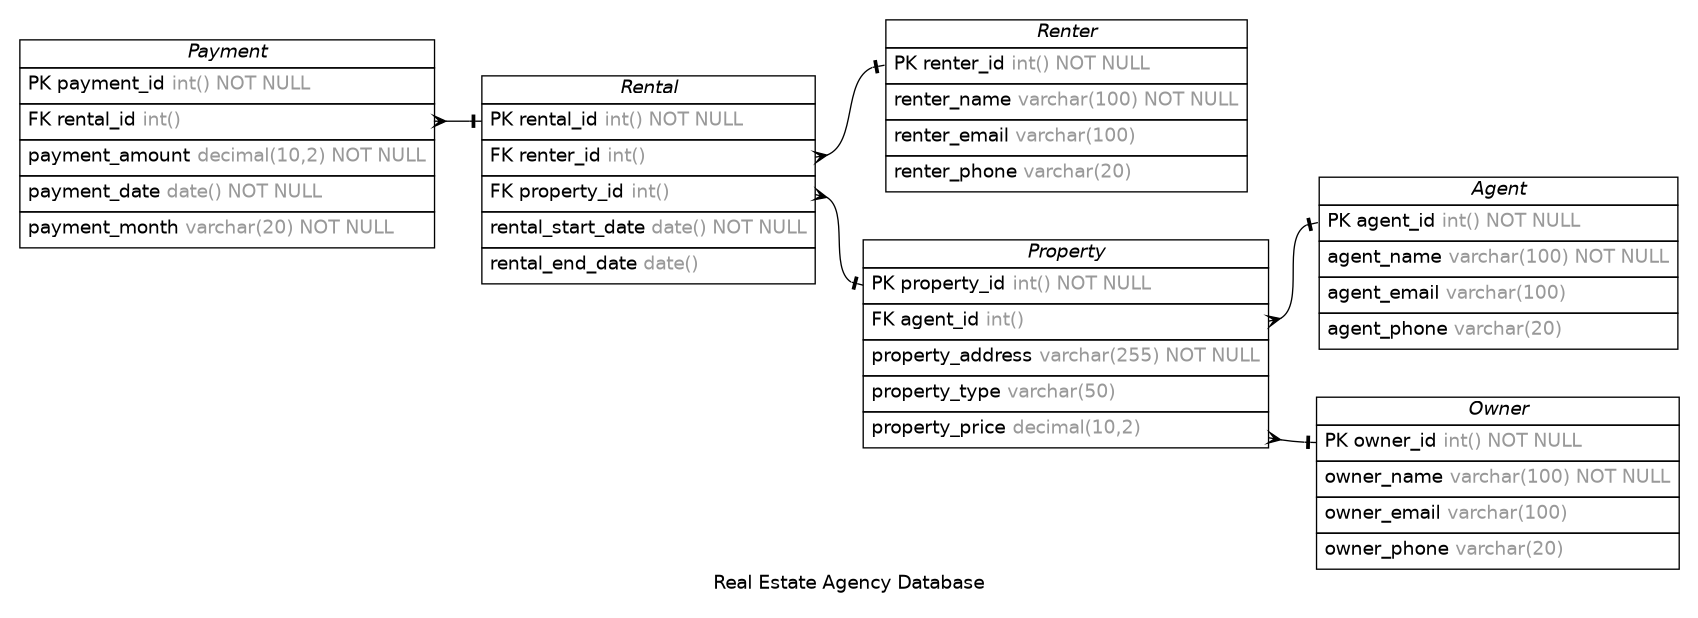 Payment
PK payment_id int() NOT NULL
FK rental_id int()
payment_amount decimal(10,2) NOT NULL
payment_date date() NOT NULL
payment_month varchar(20) NOT NULL
Rental
PK rental_id int() NOT NULL
FK renter_id int()
FK property_id int()
rental_start_date date() NOT NULL
rental_end_date date()
Renter
PK renter_id int() NOT NULL
renter_name varchar(100) NOT NULL
renter_email varchar(100)
renter_phone varchar(20)
Property
PK property_id int() NOT NULL
FK agent_id int()
property_address varchar(255) NOT NULL
property_type varchar(50)
property_price decimal(10,2)
Agent
PK agent_id int() NOT NULL
agent_name varchar(100) NOT NULL
agent_email varchar(100)
agent_phone varchar(20)
Owner
PK owner_id int() NOT NULL
owner_name varchar(100) NOT NULL
owner_email varchar(100)
owner_phone varchar(20)
Real Estate Agency Database